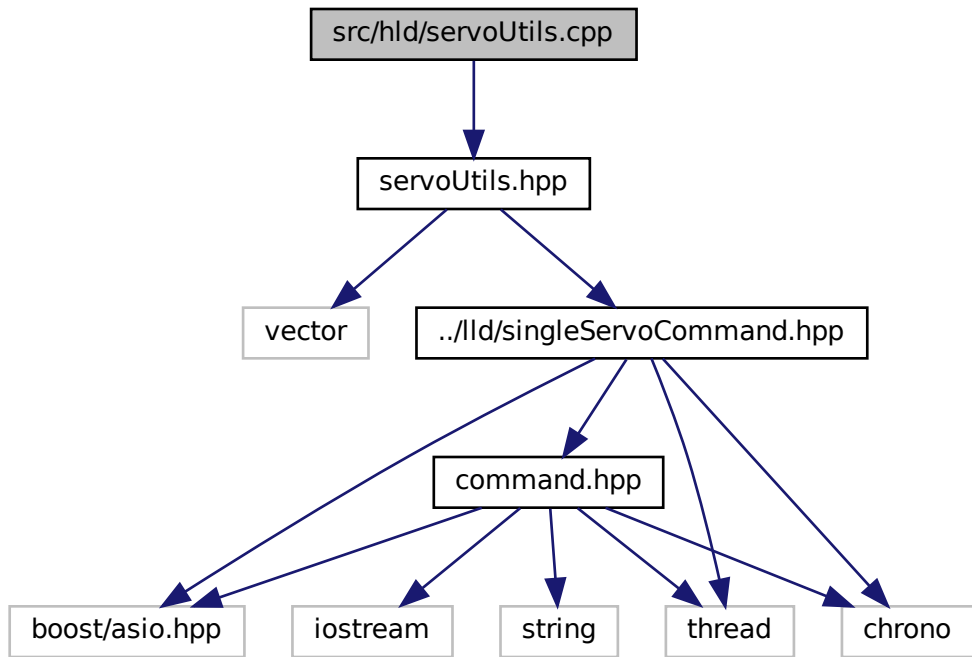 src/hld/servoUtils.cpp
servoUtils.hpp
vector
../lld/singleServoCommand.hpp
command.hpp
boost/asio.hpp
iostream
string
thread
chrono